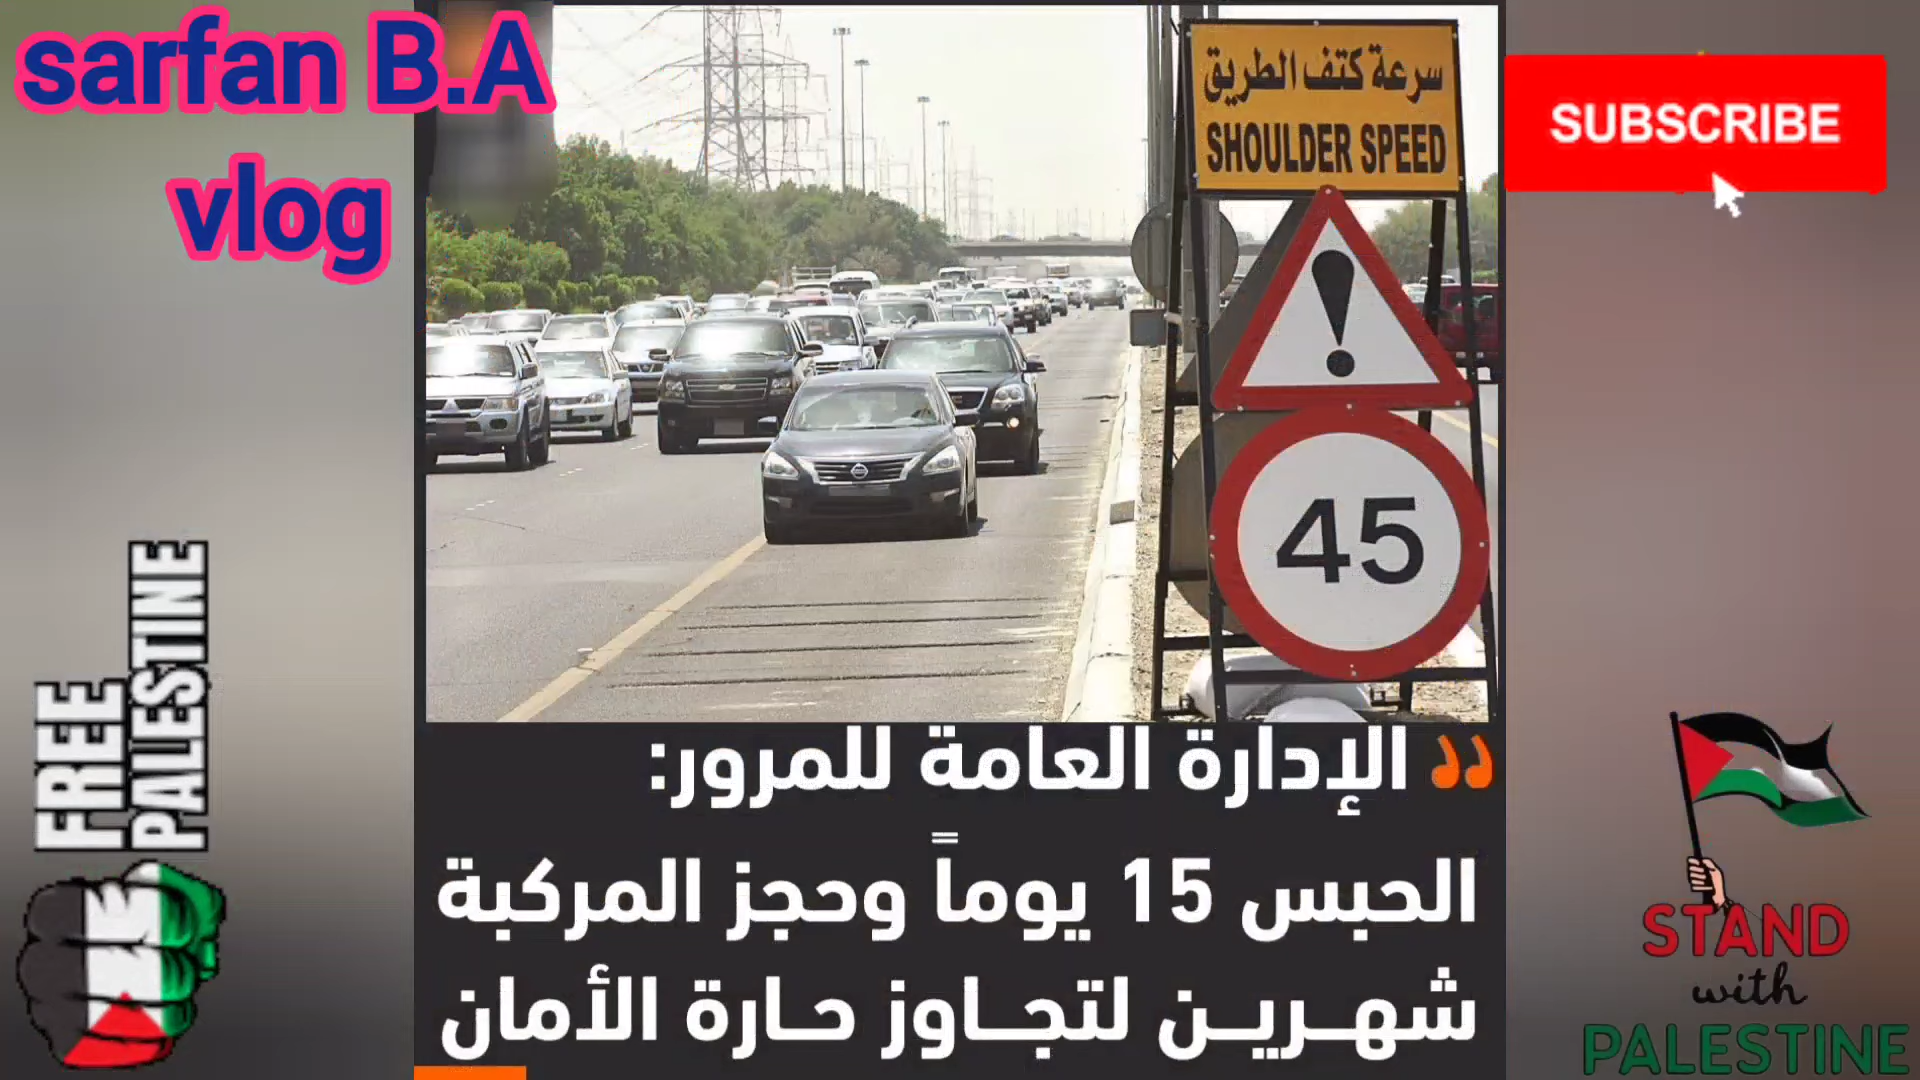 sarfan B.A
vlog
سرعة كتف الطريق
SHOULDER SPEED
45
SUBSCRIBE
الإدارة العامة للمرور:
الحبس 15 يوماً وحجز المركبة
شهرين لتجاوز حارة الأمان
FREE
PALESTINE
STAND
with
PALESTINE